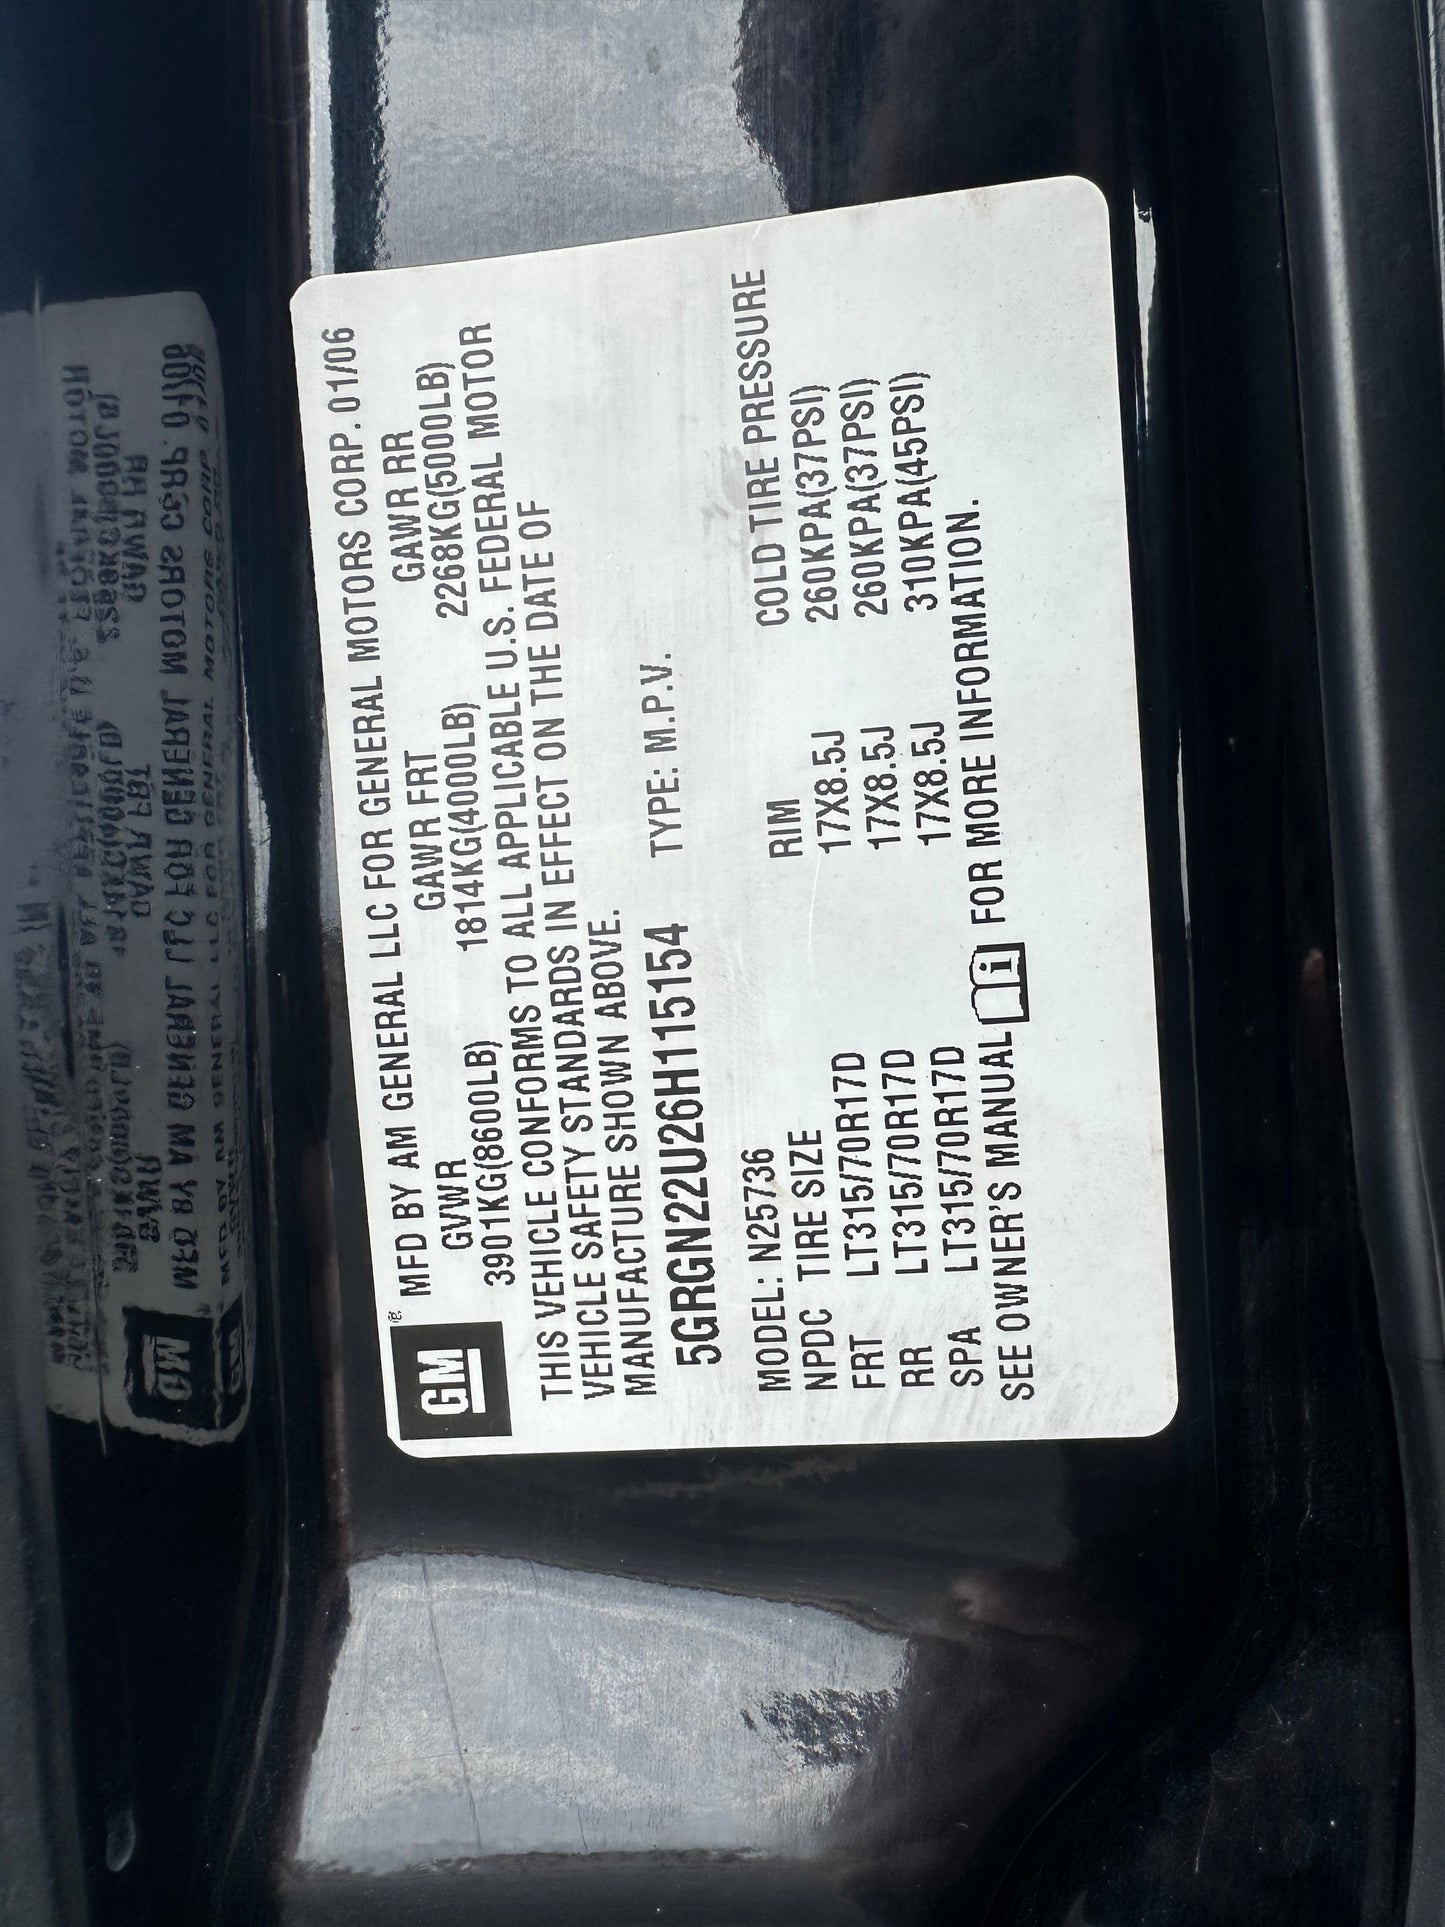 GM
MFD BY AM GENERAL LLC FOR GENERAL MOTORS CORP. 01/06
GVWR GAWR FRT GAWR RR
3901KG(8600LB) 1814KG(4000LB) 2268KG(5000LB)
THIS VEHICLE CONFORMS TO ALL APPLICABLE U.S. FEDERAL MOTOR
VEHICLE SAFETY STANDARDS IN EFFECT ON THE DATE OF
MANUFACTURE SHOWN ABOVE.
5GRGN22U26H115154 TYPE: M.P.V.
MODEL: N25736
NPDC TIRE SIZE RIM COLD TIRE PRESSURE
FRT LT315/70R17D 17X8.5J 260KPA(37PSI)
RR LT315/70R17D 17X8.5J 260KPA(37PSI)
SPA LT315/70R17D 17X8.5J 310KPA(45PSI)
SEE OWNER'S MANUAL i FOR MORE INFORMATION.